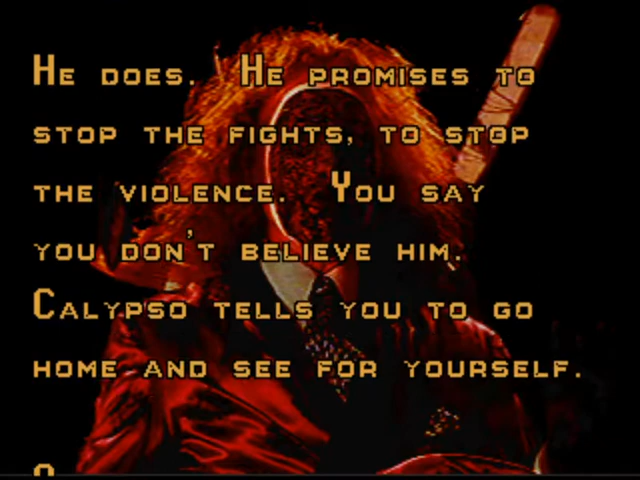 He does. He promises to
stop the fights, to stop
the violence. You say
you don't believe him.
Calypso tells you to go
home and see for yourself.